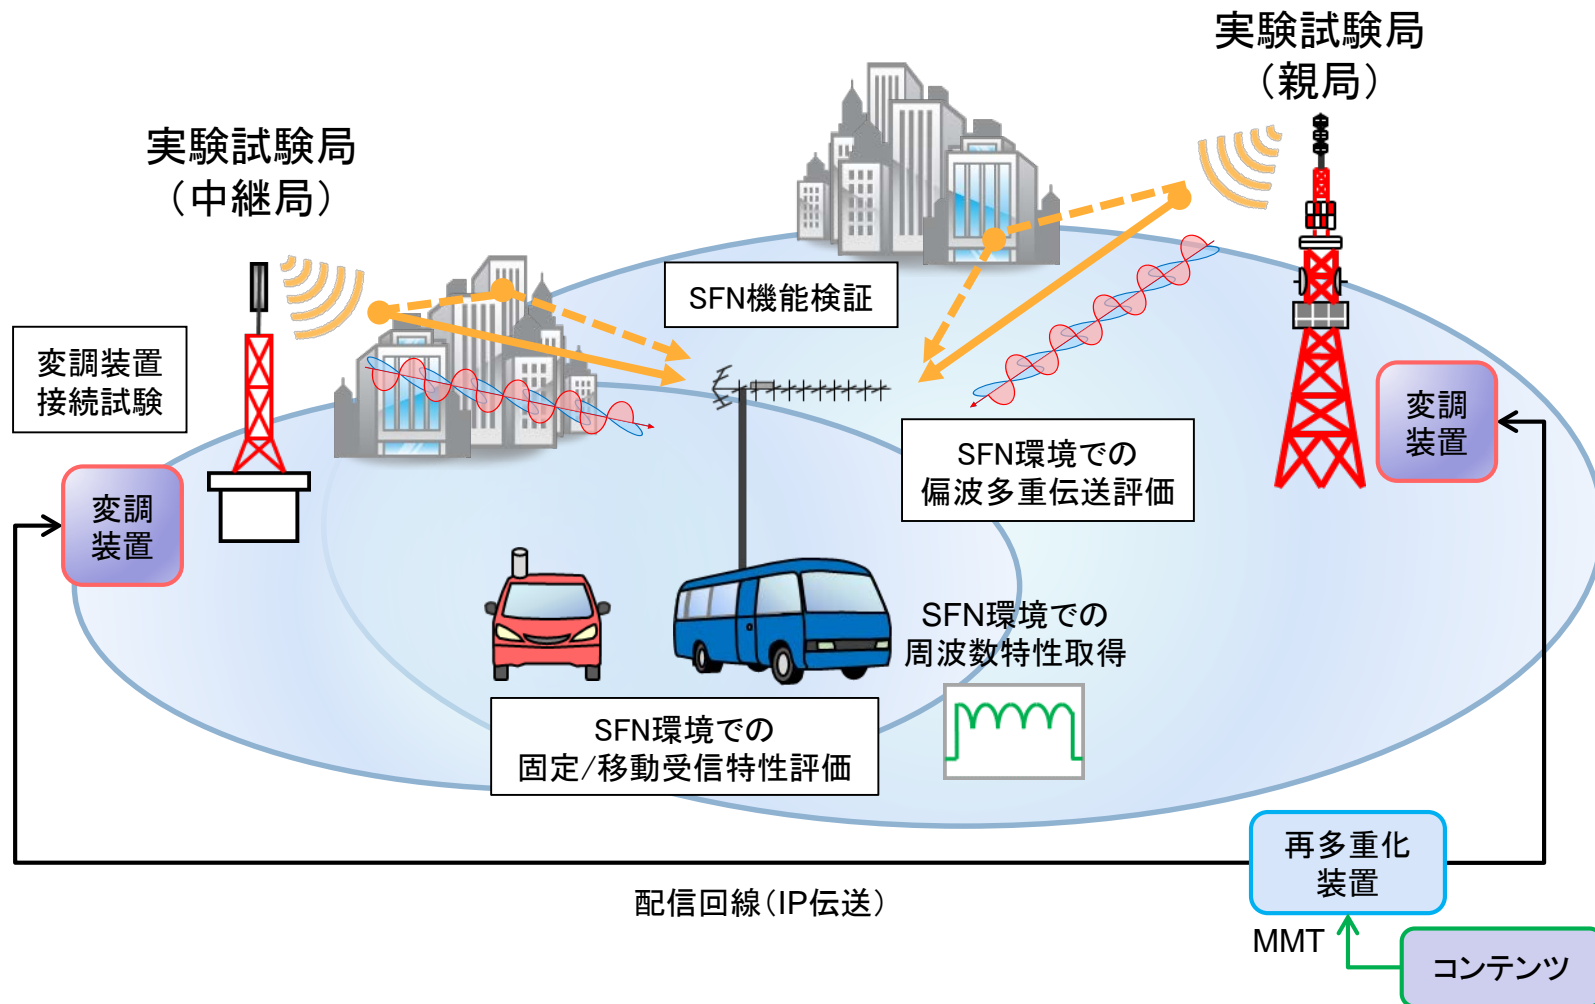 実験試験局
（親局）
実験試験局
（中継局）
SFN機能検証
変調装置
接続試験
変調
装置
SFN環境での
偏波多重伝送評価
変調
装置
SFN環境での
周波数特性取得
SFN環境での
固定/移動受信特性評価
再多重化
装置
配信回線（IP伝送）
MMT
コンテンツ